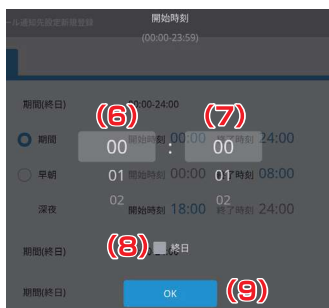 ール通知先設定新規登録
開始時刻
(00:00-23:59)
期間(終日) 00:00-24:00
(6) (7)
期間 開始時刻 00:00 終了時刻 24:00
00 : 00
早朝 01 開始時刻 00:00 01 終了時刻 08:00
02 02
深夜 開始時刻 18:00 終了時刻 24:00
期間(終日) (8) 終日
期間(終日) OK (9)